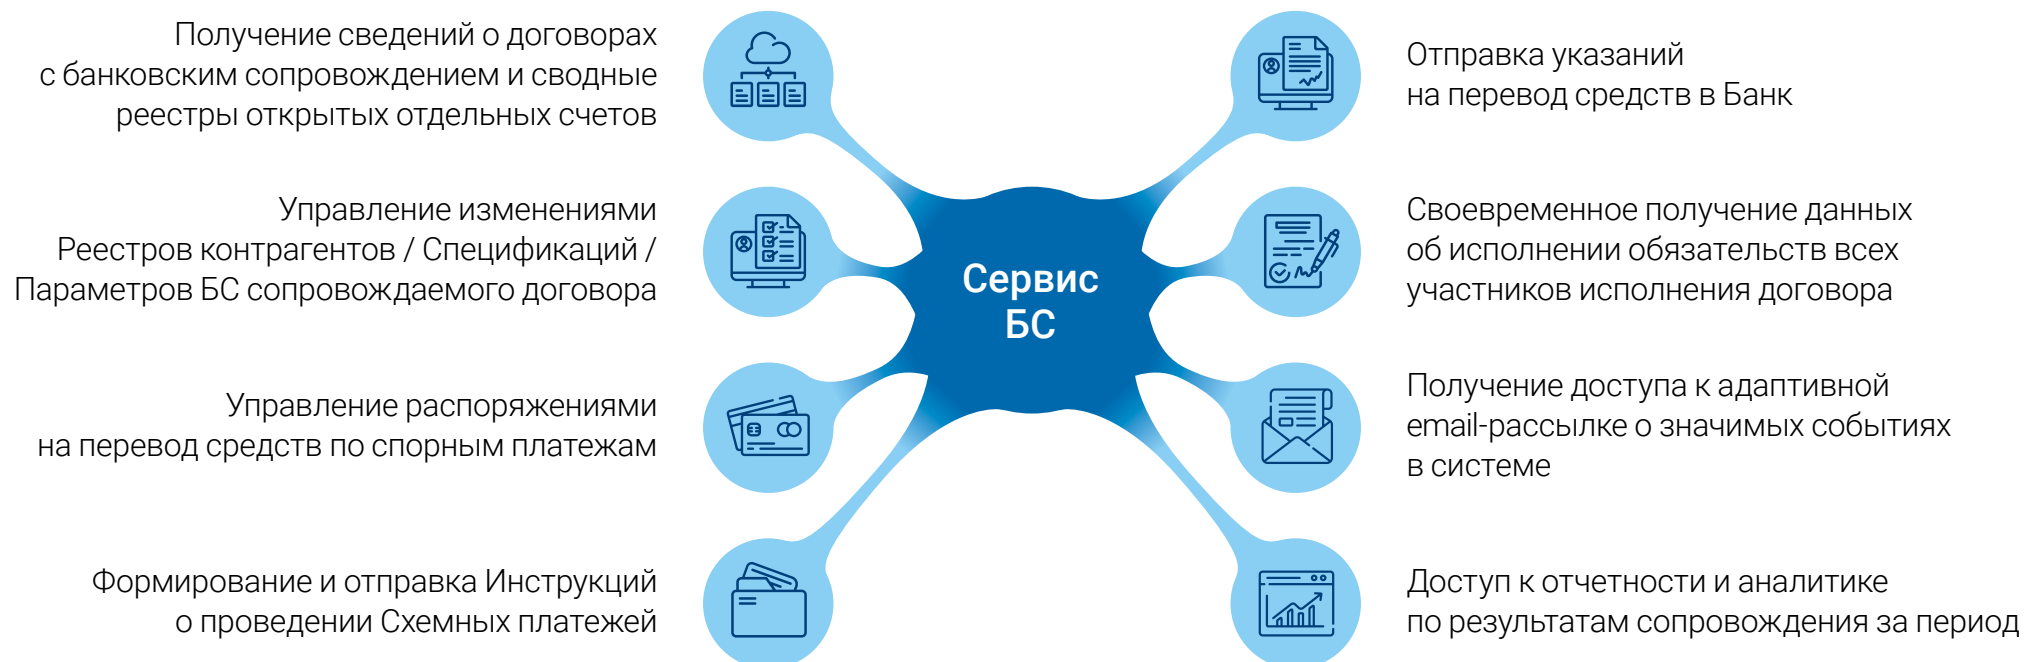 Получение сведений о договорах
с банковским сопровождением и сводные
реестры открытых отдельных счетов
Управление изменениями
Реестров контрагентов / Спецификаций /
Параметров БС сопровождаемого договора
Управление распоряжениями
на перевод средств по спорным платежам
Формирование и отправка Инструкций
о проведении Схемных платежей
Сервис
БС
Отправка указаний
на перевод средств в Банк
Своевременное получение данных
об исполнении обязательств всех
участников исполнения договора
Получение доступа к адаптивной
email-рассылке о значимых событиях
в системе
Доступ к отчетности и аналитике
по результатам сопровождения за период